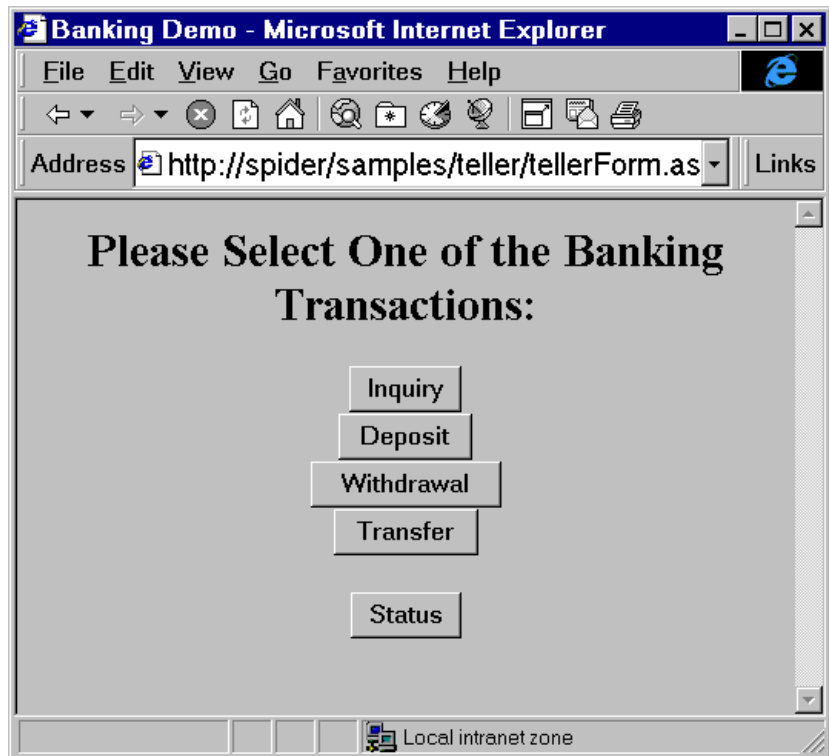 Banking Demo - Microsoft Internet Explorer
File Edit View Go Favorites Help
Address http://spider/samples/teller/tellerForm.as Links
Please Select One of the Banking
Transactions:
Inquiry
Deposit
Withdrawal
Transfer
Status
Local intranet zone